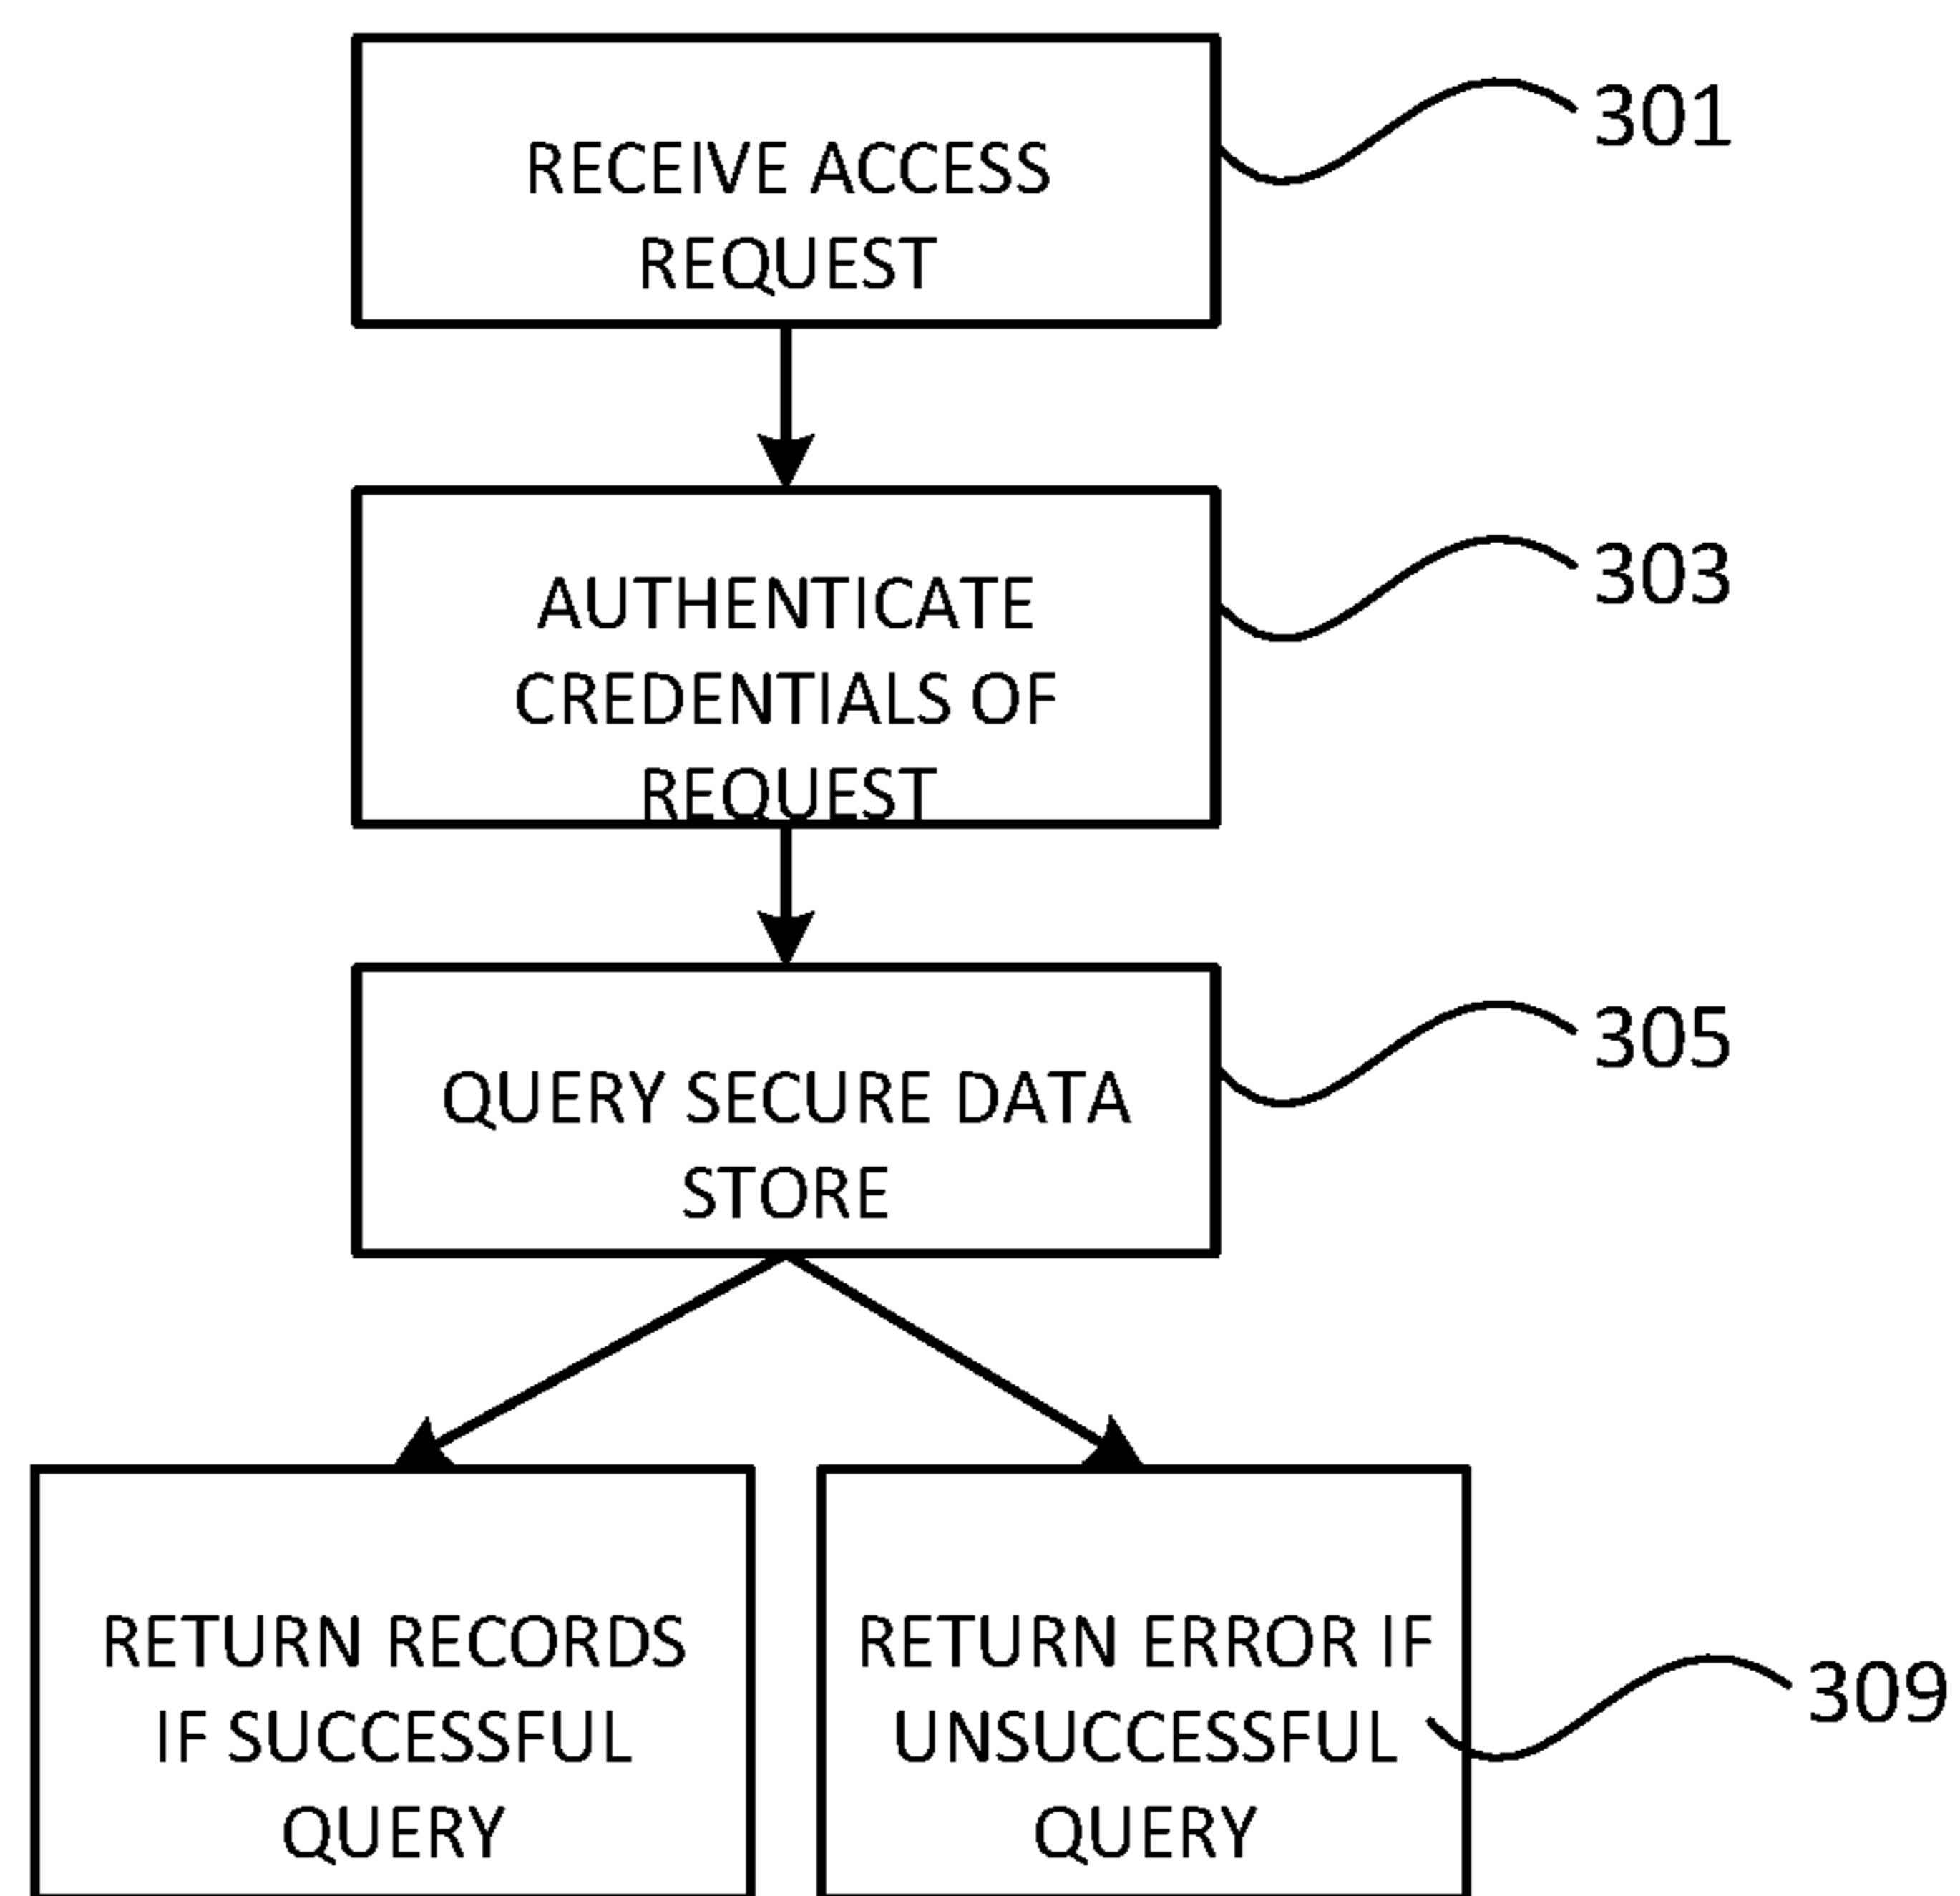 RECEIVE ACCESS
REQUEST
301
AUTHENTICATE
CREDENTIALS OF
REQUEST
303
QUERY SECURE DATA
STORE
305
RETURN RECORDS
IF SUCCESSFUL
QUERY
RETURN ERROR IF
UNSUCCESSFUL
QUERY
309